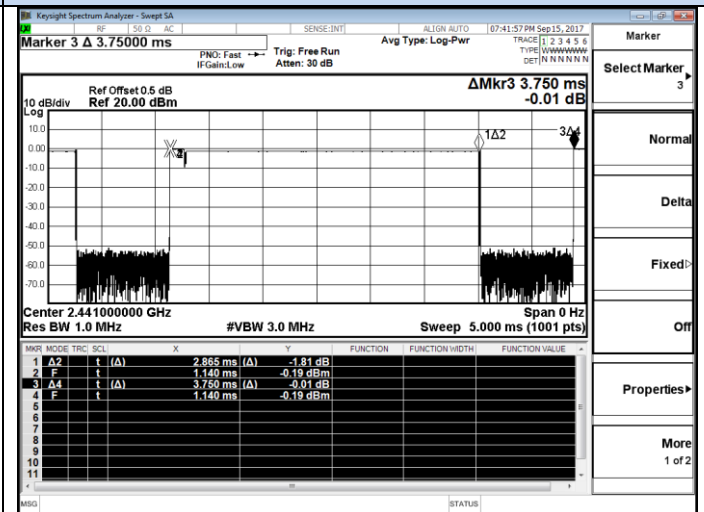 Keysight Spectrum Analyzer - Swept SA
RF 50 Ω AC SENSE:INT ALIGN AUTO 07:41:57 PM Sep 15, 2017
Marker 3 Δ 3.75000 ms
PNO: Fast
IFGain:Low
Trig: Free Run
Atten: 30 dB
Avg Type: Log-Pwr
TRACE 1 2 3 4 5 6
TYPE WWWWWW
DET N N N N N N
Ref Offset 0.5 dB
10 dB/div Ref 20.00 dBm
Log
ΔMkr3 3.750 ms
-0.01 dB
10.0
0.00
-10.0
-20.0
-30.0
-40.0
-50.0
-60.0
-70.0
1Δ2
3Δ4
Center 2.441000000 GHz Span 0 Hz
Res BW 1.0 MHz #VBW 3.0 MHz Sweep 5.000 ms (1001 pts)
MKR MODE TRC SCL X Y FUNCTION FUNCTION WIDTH FUNCTION VALUE
1 Δ2 t (Δ) 2.865 ms (Δ) -1.81 dB
2 F t 1.140 ms -0.19 dBm
3 Δ4 t (Δ) 3.750 ms (Δ) -0.01 dB
4 F t 1.140 ms -0.19 dBm
5
6
7
8
9
10
11
MSG STATUS
Marker
Select Marker
3
Normal
Delta
Fixed
Off
Properties
More
1 of 2